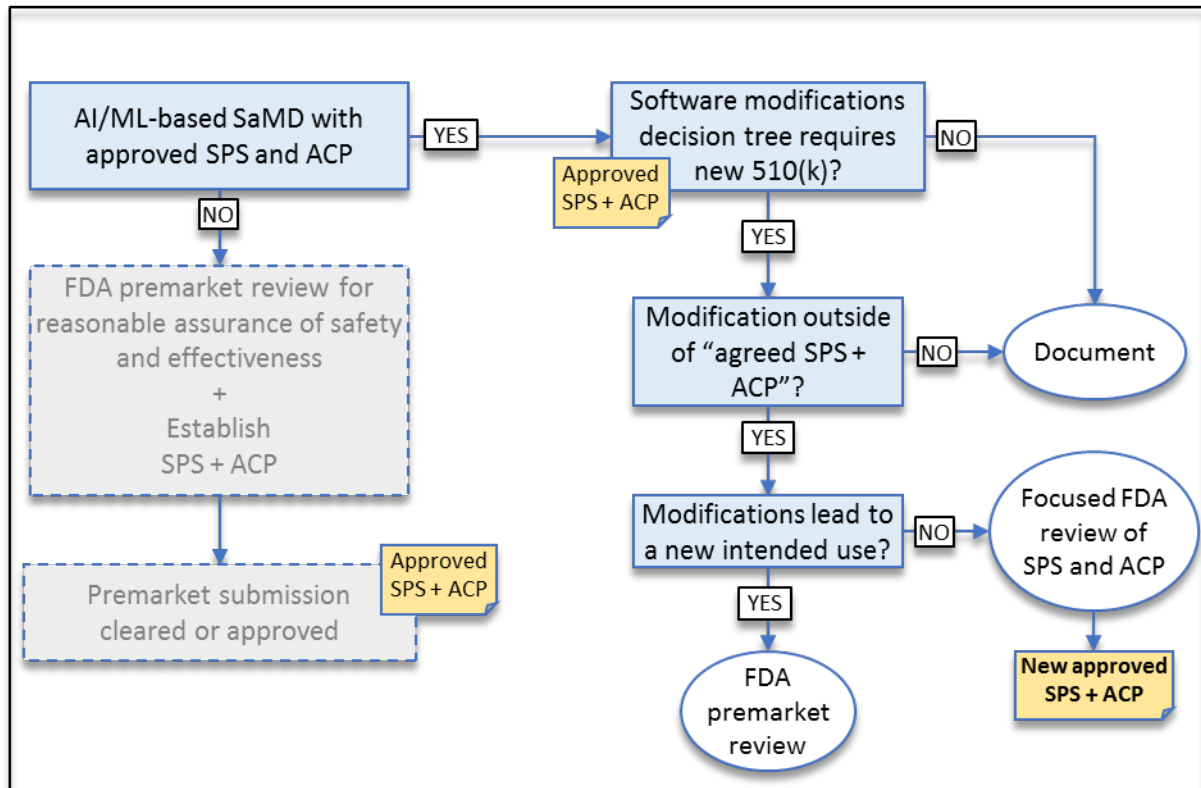 AI/ML-based SaMD with
approved SPS and ACP
YES
Software modifications
decision tree requires
new 510(k)?
NO
Approved
SPS + ACP
NO
YES
FDA premarket review for
reasonable assurance of safety
and effectiveness
+
Establish
SPS + ACP
Modification outside
of “agreed SPS +
ACP”?
NO
Document
YES
Modifications lead to
a new intended use?
NO
Focused FDA
review of
SPS and ACP
Premarket submission
cleared or approved
Approved
SPS + ACP
YES
FDA
premarket
review
New approved
SPS + ACP